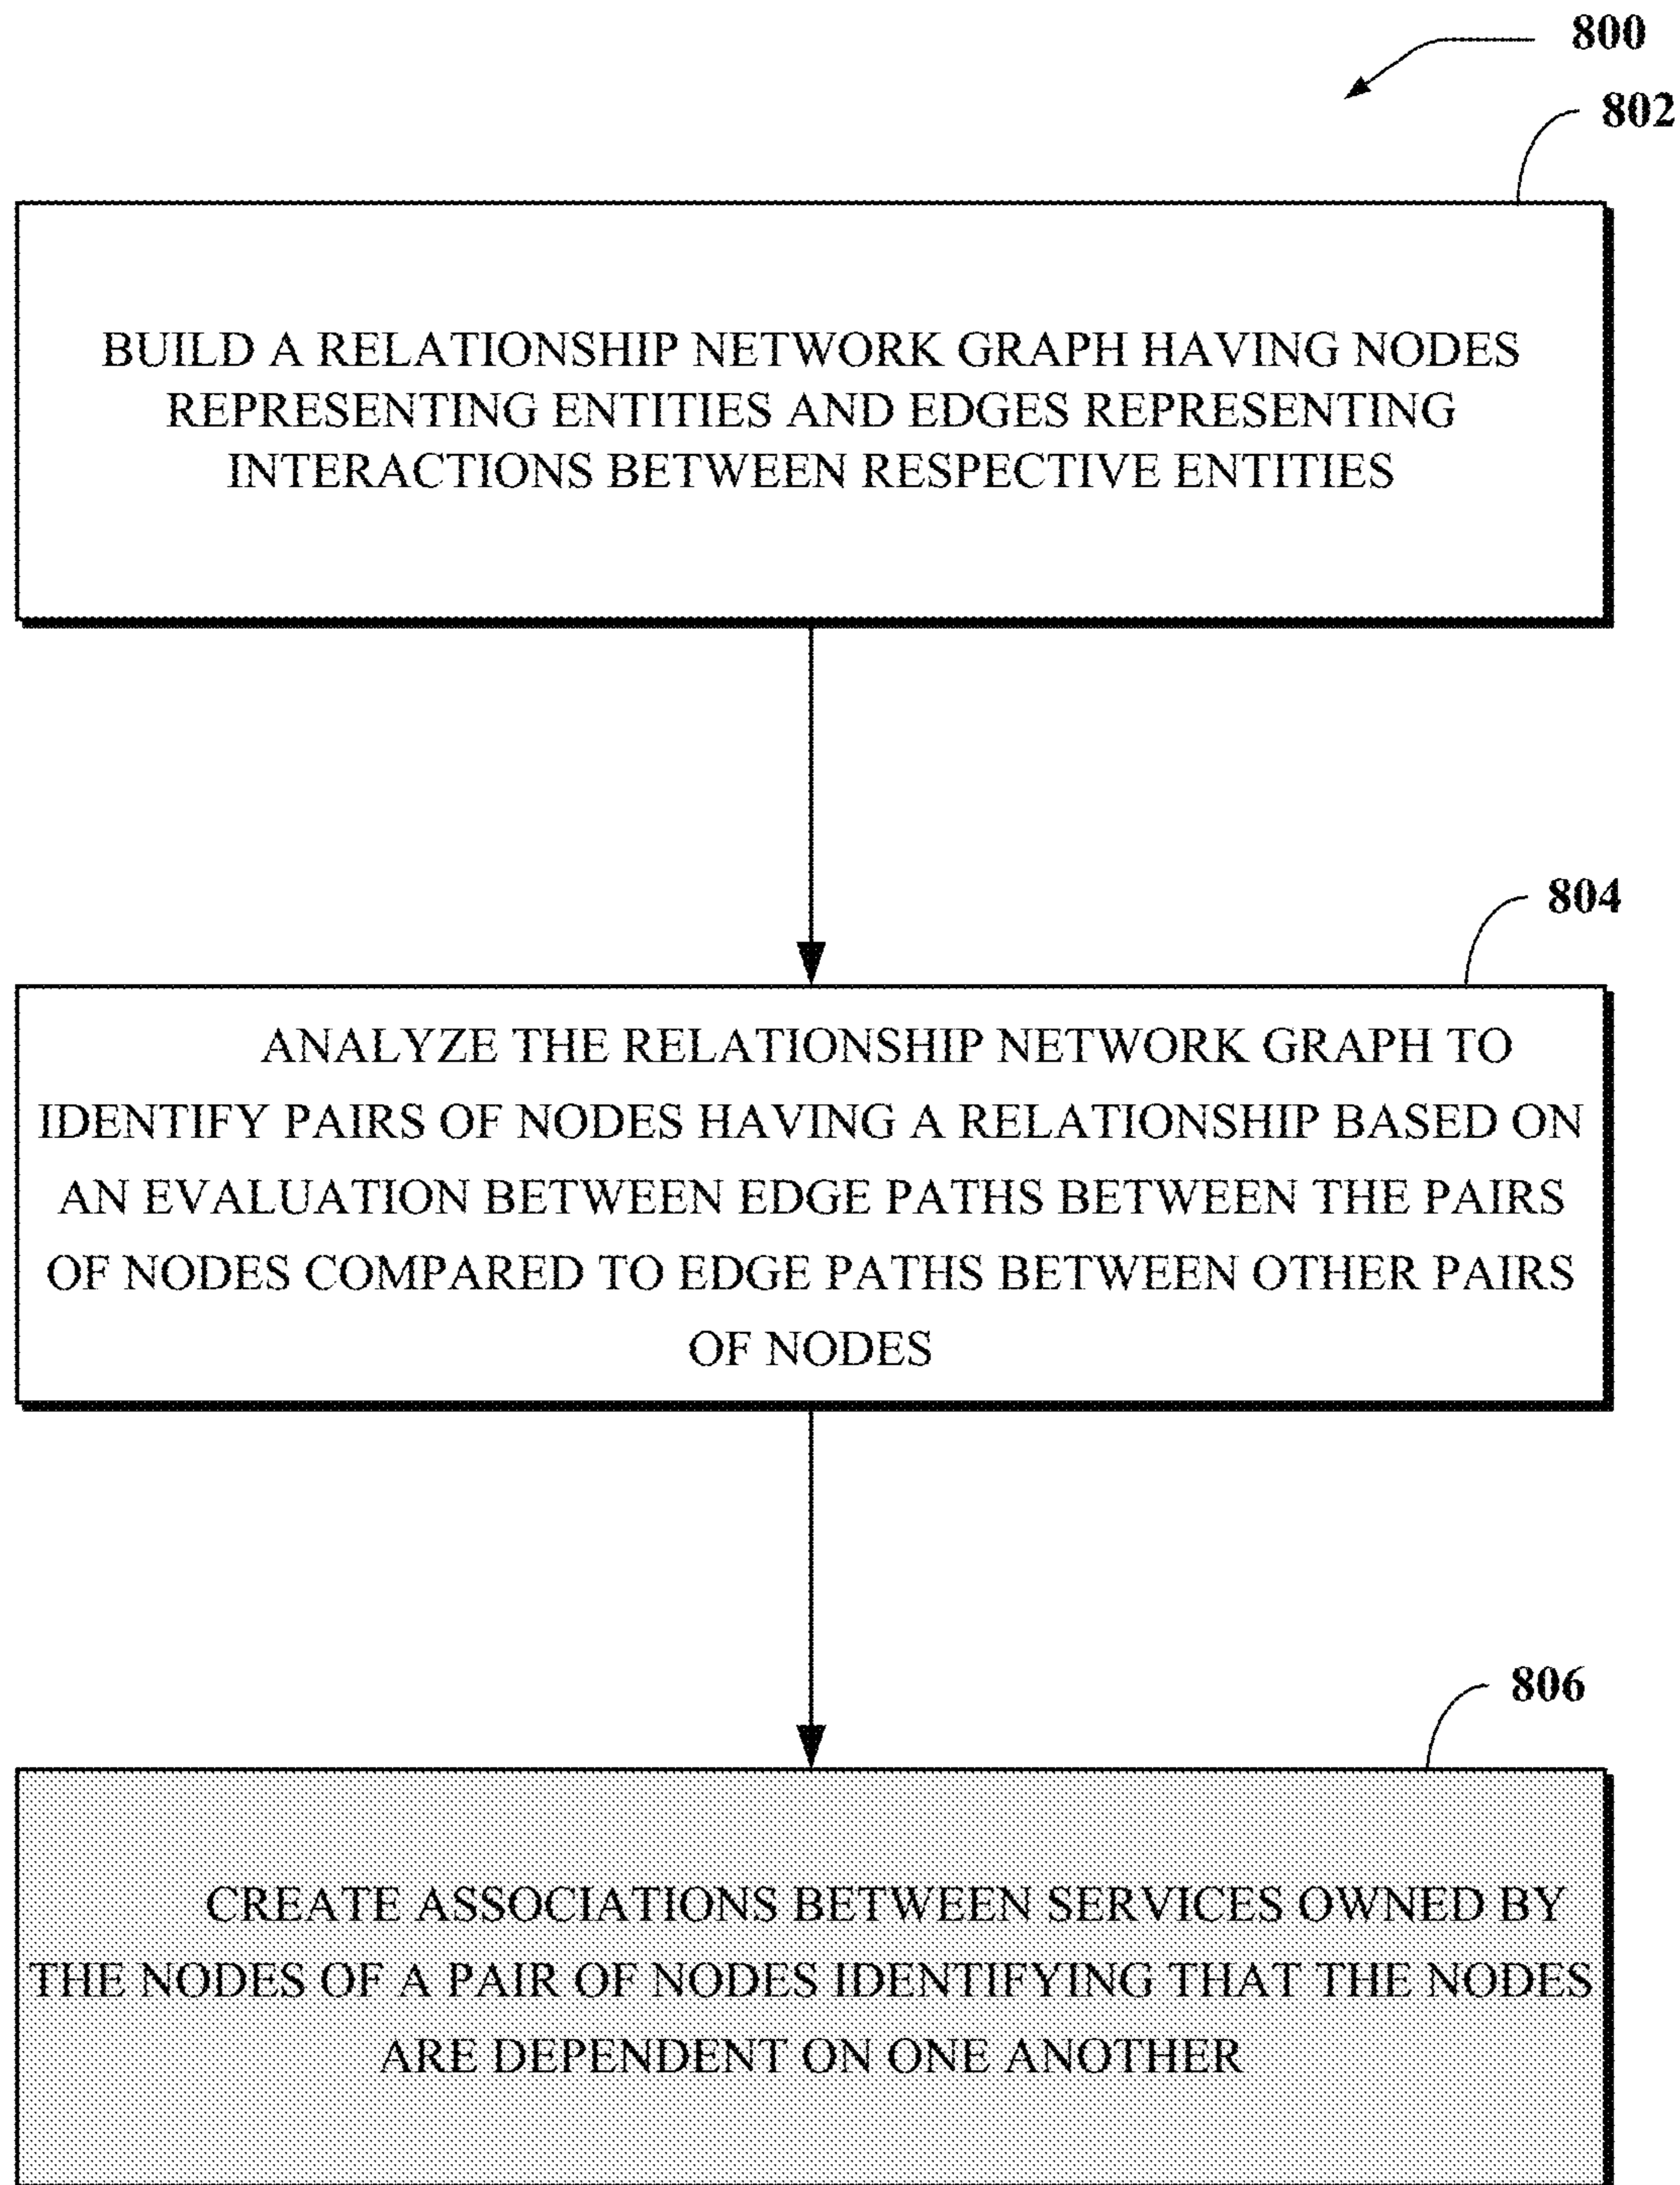 800
802
BUILD A RELATIONSHIP NETWORK GRAPH HAVING NODES
REPRESENTING ENTITIES AND EDGES REPRESENTING
INTERACTIONS BETWEEN RESPECTIVE ENTITIES
804
ANALYZE THE RELATIONSHIP NETWORK GRAPH TO
IDENTIFY PAIRS OF NODES HAVING A RELATIONSHIP BASED ON
AN EVALUATION BETWEEN EDGE PATHS BETWEEN THE PAIRS
OF NODES COMPARED TO EDGE PATHS BETWEEN OTHER PAIRS
OF NODES
806
CREATE ASSOCIATIONS BETWEEN SERVICES OWNED BY
THE NODES OF A PAIR OF NODES IDENTIFYING THAT THE NODES
ARE DEPENDENT ON ONE ANOTHER